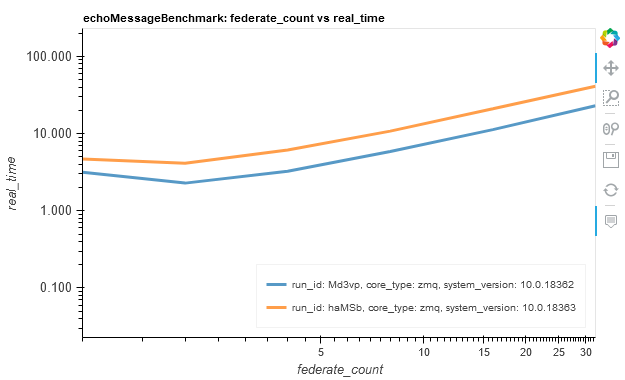 echoMessageBenchmark: federate_count vs real_time
100.000
10.000
1.000
0.100
real_time
run_id: Md3vp, core_type: zmq, system_version: 10.0.18362
run_id: haMSb, core_type: zmq, system_version: 10.0.18363
5 10 15 20 25 30
federate_count